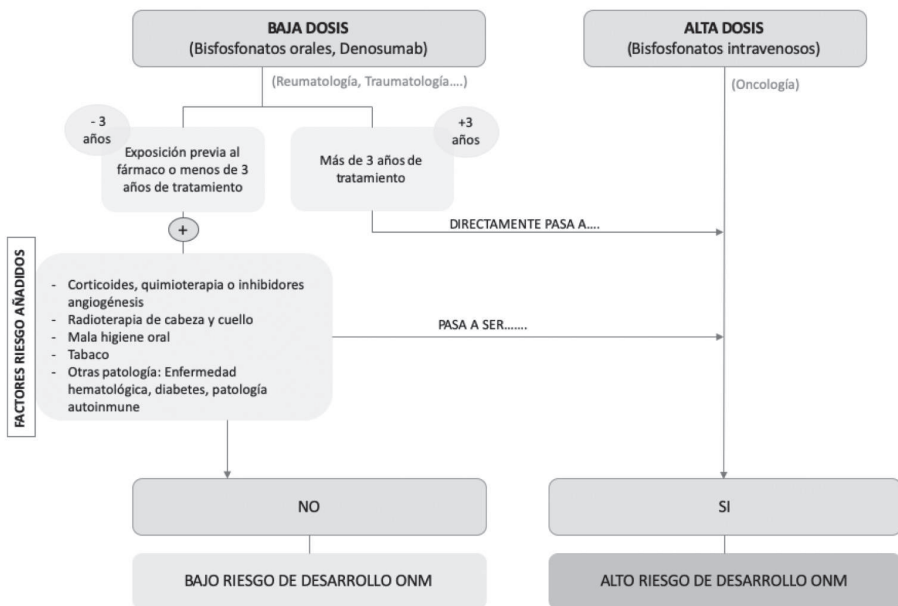 BAJA DOSIS
(Bisfosfonatos orales, Denosumab)
ALTA DOSIS
(Bisfosfonatos intravenosos)
(Reumatología, Traumatología....)
(Oncología)
- 3
años
Exposición previa al
fármaco o menos de 3
años de tratamiento
+3
años
Más de 3 años de
tratamiento
DIRECTAMENTE PASA A....
+
FACTORES RIESGO AÑADIDOS
- Corticoides, quimioterapia o inhibidores
angiogénesis
- Radioterapia de cabeza y cuello
- Mala higiene oral
- Tabaco
- Otras patología: Enfermedad
hematológica, diabetes, patología
autoinmune
PASA A SER.......
NO
SI
BAJO RIESGO DE DESARROLLO ONM
ALTO RIESGO DE DESARROLLO ONM